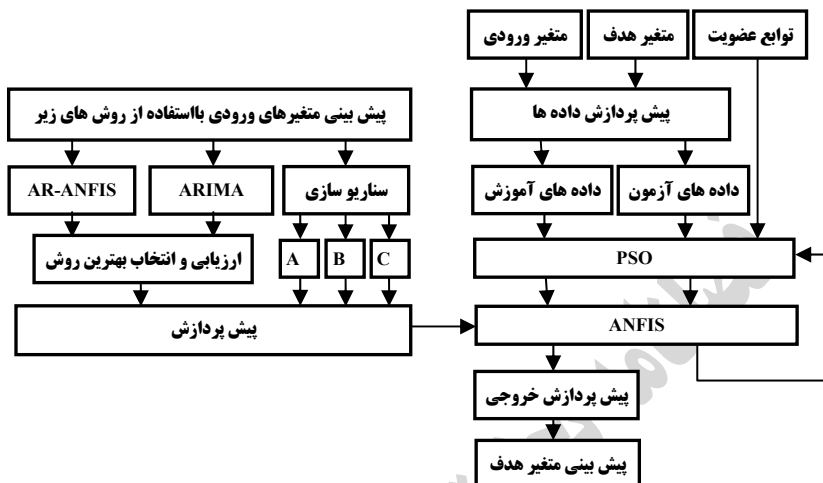 توابع عضویت
متغیر هدف
متغیر ورودی
پیش پردازش داده ها
داده های آزمون
داده های آموزش
PSO
ANFIS
پیش پردازش خروجی
پیش بینی متغیر هدف
پیش بینی متغیرهای ورودی بااستفاده از روش های زیر
سناریو سازی
ARIMA
AR-ANFIS
C
B
A
ارزیابی و انتخاب بهترین روش
پیش پردازش